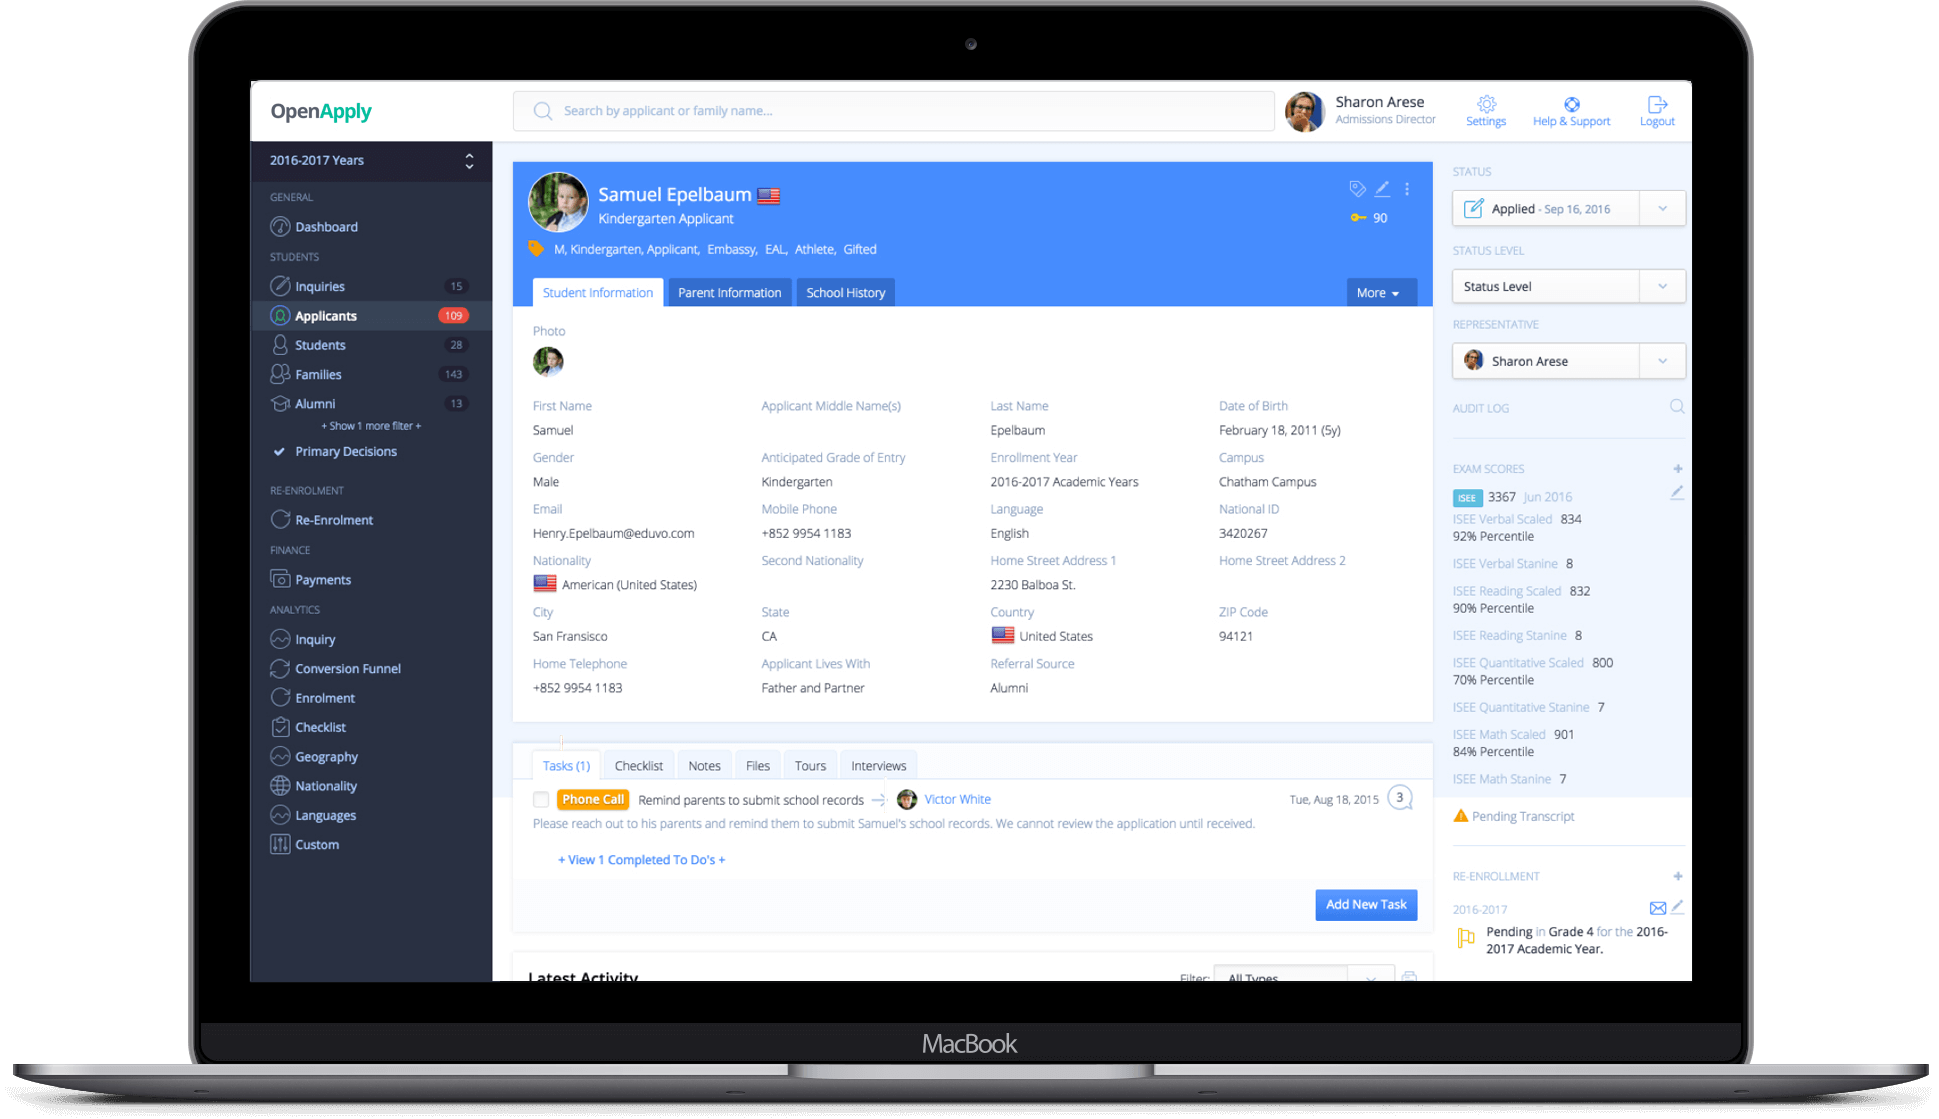 OpenApply
Search by applicant or family name...
Sharon Arese
Admissions Director
Settings
Help & Support
Logout
2016-2017 Years
GENERAL
Dashboard
STUDENTS
Inquiries 15
Applicants 109
Students 28
Families 143
Alumni 13
+ Show 1 more filter +
Primary Decisions
RE-ENROLMENT
Re-Enrolment
FINANCE
Payments
ANALYTICS
Inquiry
Conversion Funnel
Enrolment
Checklist
Geography
Nationality
Languages
Custom
Samuel Epelbaum
Kindergarten Applicant
90
M, Kindergarten, Applicant, Embassy, EAL, Athlete, Gifted
Student Information Parent Information School History More
Photo
First Name Applicant Middle Name(s) Last Name Date of Birth
Samuel Epelbaum February 18, 2011 (5y)
Gender Anticipated Grade of Entry Enrollment Year Campus
Male Kindergarten 2016-2017 Academic Years Chatham Campus
Email Mobile Phone Language National ID
Henry.Epelbaum@eduvo.com +852 9954 1183 English 3420267
Nationality Second Nationality Home Street Address 1 Home Street Address 2
American (United States) 2230 Balboa St.
City State Country ZIP Code
San Fransisco CA United States 94121
Home Telephone Applicant Lives With Referral Source
+852 9954 1183 Father and Partner Alumni
Tasks (1) Checklist Notes Files Tours Interviews
Phone Call Remind parents to submit school records Victor White Tue, Aug 18, 2015 3
Please reach out to his parents and remind them to submit Samuel's school records. We cannot review the application until received.
+ View 1 Completed To Do's +
Add New Task
Latest Activity Filter: All Types
STATUS
Applied - Sep 16, 2016
STATUS LEVEL
Status Level
REPRESENTATIVE
Sharon Arese
AUDIT LOG
EXAM SCORES +
ISEE 3367 Jun 2016
ISEE Verbal Scaled 834
92% Percentile
ISEE Verbal Stanine 8
ISEE Reading Scaled 832
90% Percentile
ISEE Reading Stanine 8
ISEE Quantitative Scaled 800
70% Percentile
ISEE Quantitative Stanine 7
ISEE Math Scaled 901
84% Percentile
ISEE Math Stanine 7
Pending Transcript
RE-ENROLLMENT +
2016-2017
Pending in Grade 4 for the 2016-
2017 Academic Year.
MacBook